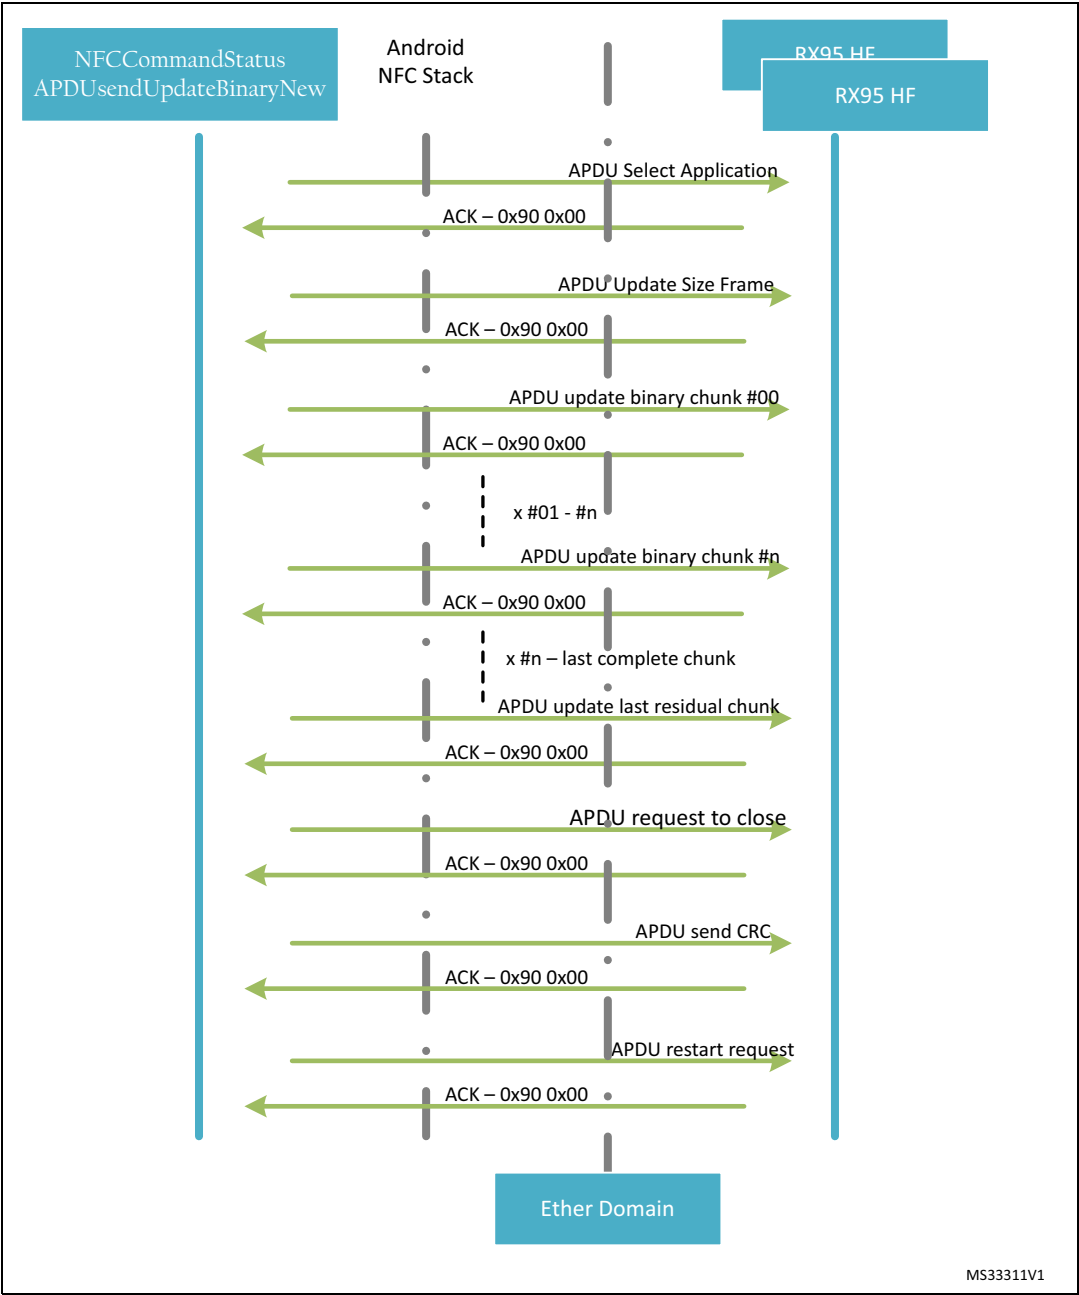 NFCCommandStatus
APDUsendUpdateBinaryNew
Android
NFC Stack
RX95 HF
RX95 HF
APDU Select Application
ACK – 0x90 0x00
APDU Update Size Frame
ACK – 0x90 0x00
APDU update binary chunk #00
ACK – 0x90 0x00
x #01 - #n
APDU update binary chunk #n
ACK – 0x90 0x00
x #n – last complete chunk
APDU update last residual chunk
ACK – 0x90 0x00
APDU request to close
ACK – 0x90 0x00
APDU send CRC
ACK – 0x90 0x00
APDU restart request
ACK – 0x90 0x00
Ether Domain
MS33311V1